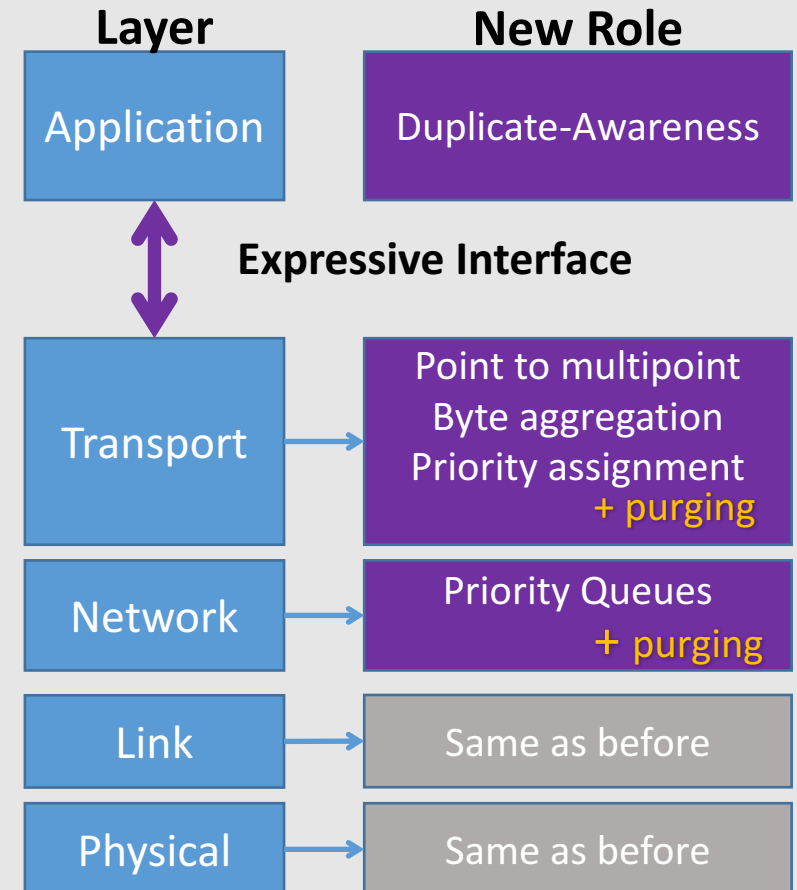 Layer New Role
Application Duplicate-Awareness
Expressive Interface
Transport
Point to multipoint
Byte aggregation
Priority assignment
+ purging
Network
Priority Queues
+ purging
Link Same as before
Physical Same as before